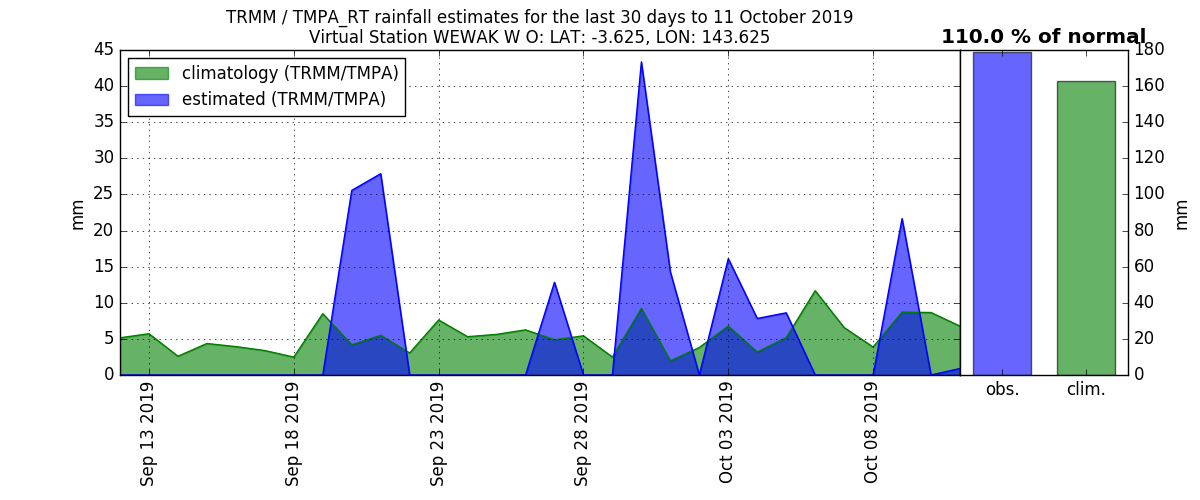 TRMM / TMPA_RT rainfall estimates for the last 30 days to 11 October 2019
Virtual Station WEWAK W O: LAT: -3.625, LON: 143.625
110.0 % of normal
climatology (TRMM/TMPA)
estimated (TRMM/TMPA)
45
40
35
30
25
20
15
10
5
0
mm
Sep 13 2019
Sep 18 2019
Sep 23 2019
Sep 28 2019
Oct 03 2019
Oct 08 2019
obs.
clim.
180
160
140
120
100
80
60
40
20
0
mm